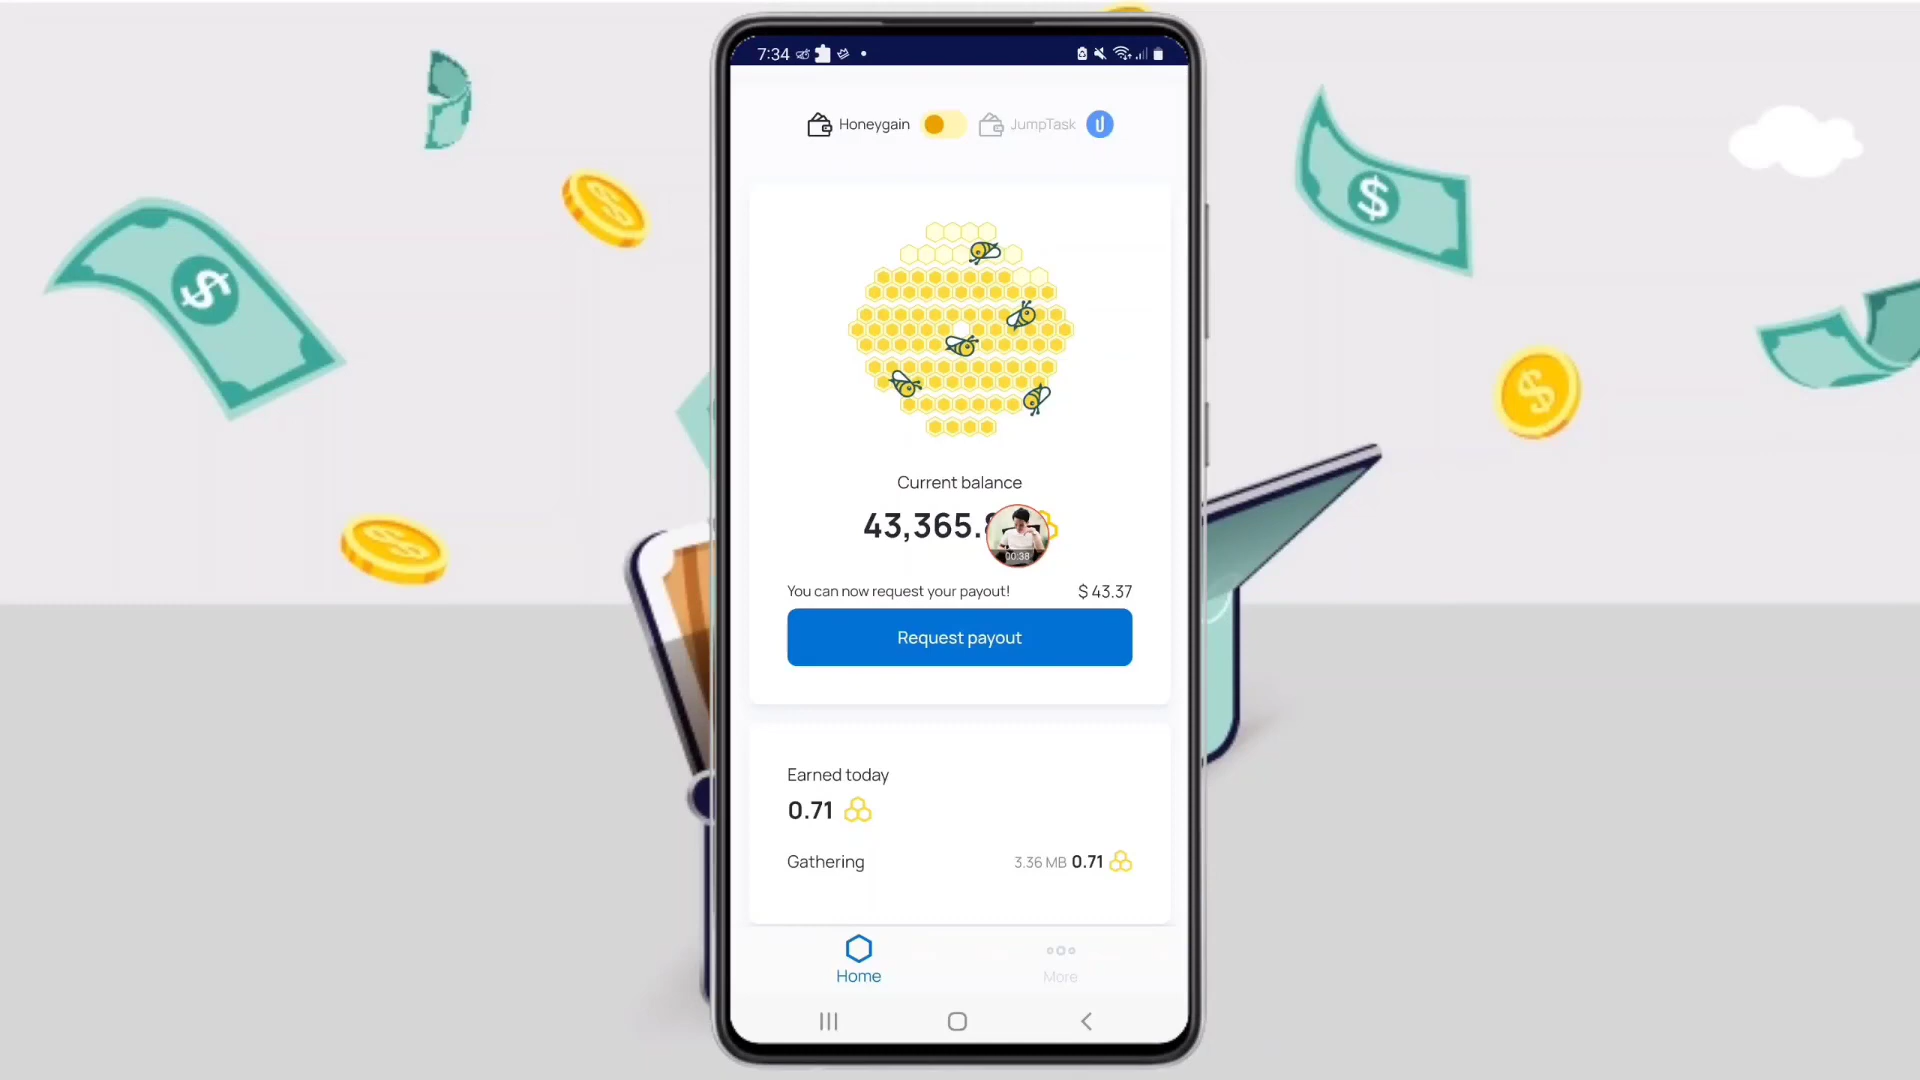 7:34
Honeygain JumpTask
Current balance
43,365.
You can now request your payout! $ 43.37
00:38
Request payout
Earned today
0.71
Gathering 3.36 MB 0.71
Home More